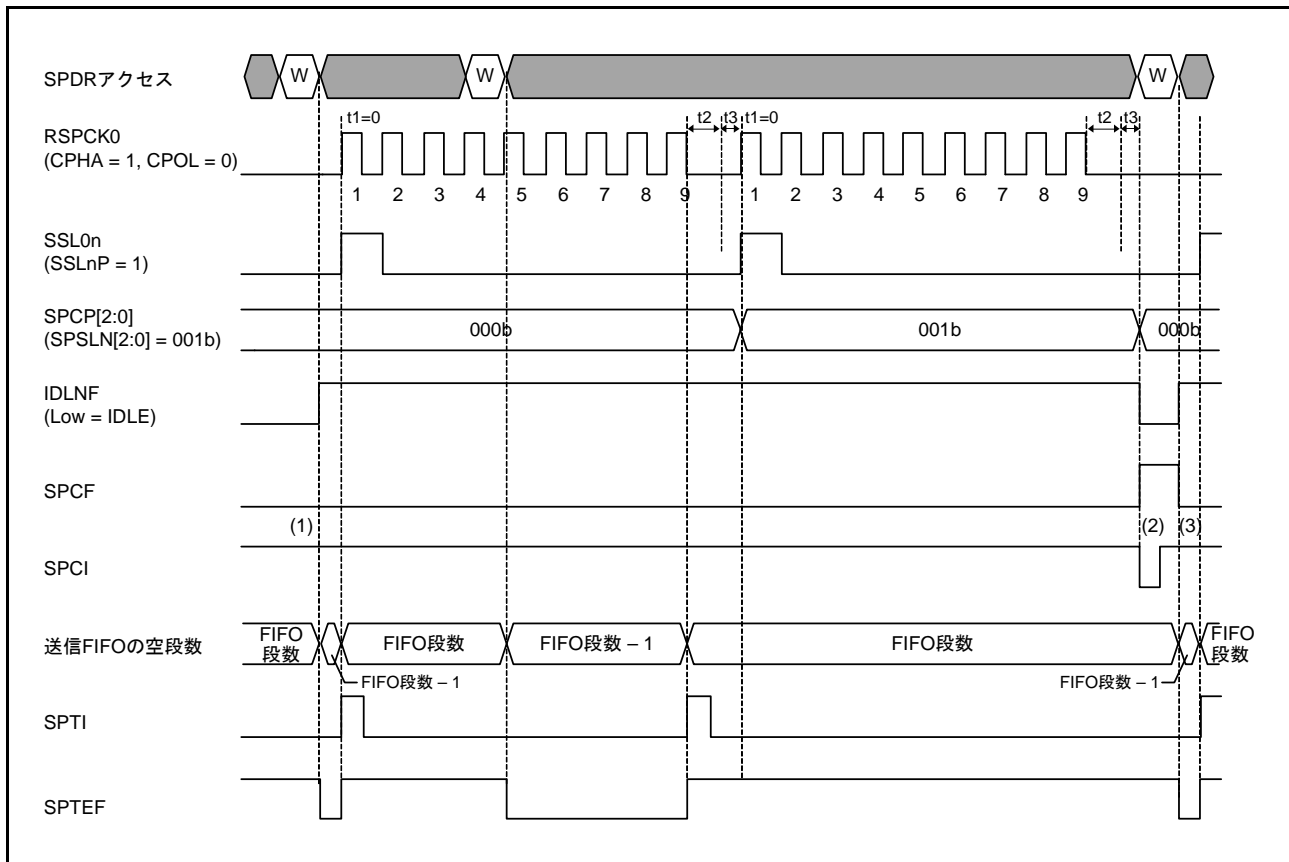 SPDRアクセス
W
W
W
RSPCK0
(CPHA = 1, CPOL = 0)
t1=0
t2
t3
t1=0
t2
t3
1 2 3 4 5 6 7 8 9
1 2 3 4 5 6 7 8 9
SSL0n
(SSLnP = 1)
SPCP[2:0]
(SPSLN[2:0] = 001b)
000b
001b
000b
IDLNF
(Low = IDLE)
SPCF
(1)
(2)
(3)
SPCI
送信FIFOの空段数
FIFO
段数
FIFO段数
FIFO段数 – 1
FIFO段数
FIFO
段数
FIFO段数 – 1
FIFO段数 – 1
SPTI
SPTEF